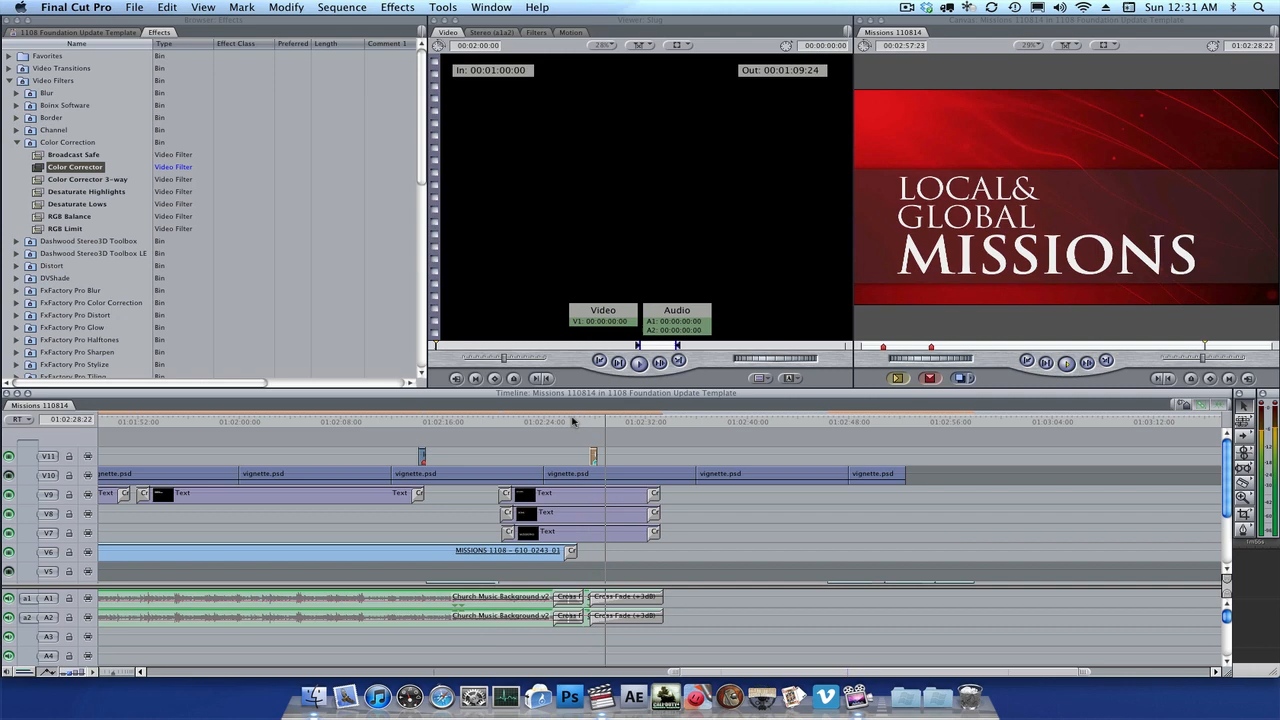 Final Cut Pro File Edit View Mark Modify Sequence Effects Tools Window Help Sun 12:31 AM
Browser: Effects
Viewer: Slug
Canvas: Missions 110814 in 1108 Foundation Update Template
1108 Foundation Update Template Effects
Video Stereo (a1a2) Filters Motion
Missions 110814
Name Type Effect Class Preferred Length Comment 1
00:02:00:00 28% 00:00:00:00
00:02:57:23 29% 01:02:28:22
Favorites Bin
Video Transitions Bin
Video Filters Bin
Blur Bin
Boinx Software Bin
Border Bin
Channel Bin
Color Correction Bin
Broadcast Safe Video Filter
Color Corrector Video Filter
Color Corrector 3-way Video Filter
Desaturate Highlights Video Filter
Desaturate Lows Video Filter
RGB Balance Video Filter
RGB Limit Video Filter
Dashwood Stereo3D Toolbox Bin
Dashwood Stereo3D Toolbox LE Bin
Distort Bin
DVShade Bin
FxFactory Pro Blur Bin
FxFactory Pro Color Correction Bin
FxFactory Pro Distort Bin
FxFactory Pro Glow Bin
FxFactory Pro Halftones Bin
FxFactory Pro Sharpen Bin
FxFactory Pro Stylize Bin
FxFactory Pro Tiling Bin
In: 00:01:00:00 Out: 00:01:09:24
Video Audio
V1: 00:00:00:00 A1: 00:00:00:00
A2: 00:00:00:00
LOCAL&
GLOBAL
MISSIONS
Timeline: Missions 110814 in 1108 Foundation Update Template
Missions 110814
RT 01:02:28:22 01:01:52:00 01:02:00:00 01:02:08:00 01:02:16:00 01:02:24:00 01:02:32:00 01:02:40:00 01:02:48:00 01:02:56:00 01:03:04:00 01:03:12:00
V11
V10 vignette.psd vignette.psd vignette.psd vignette.psd vignette.psd vignette.psd
V9 Text Text Text Text
V8 Text
V7 Text
V6 MISSIONS 1108 - 610_0243_01
V5
a1 A1 Church Music Background v2 Cross F Cross Fade (+3dB)
a2 A2 Church Music Background v2 Cross F Cross Fade (+3dB)
A3
A4
Ps AE